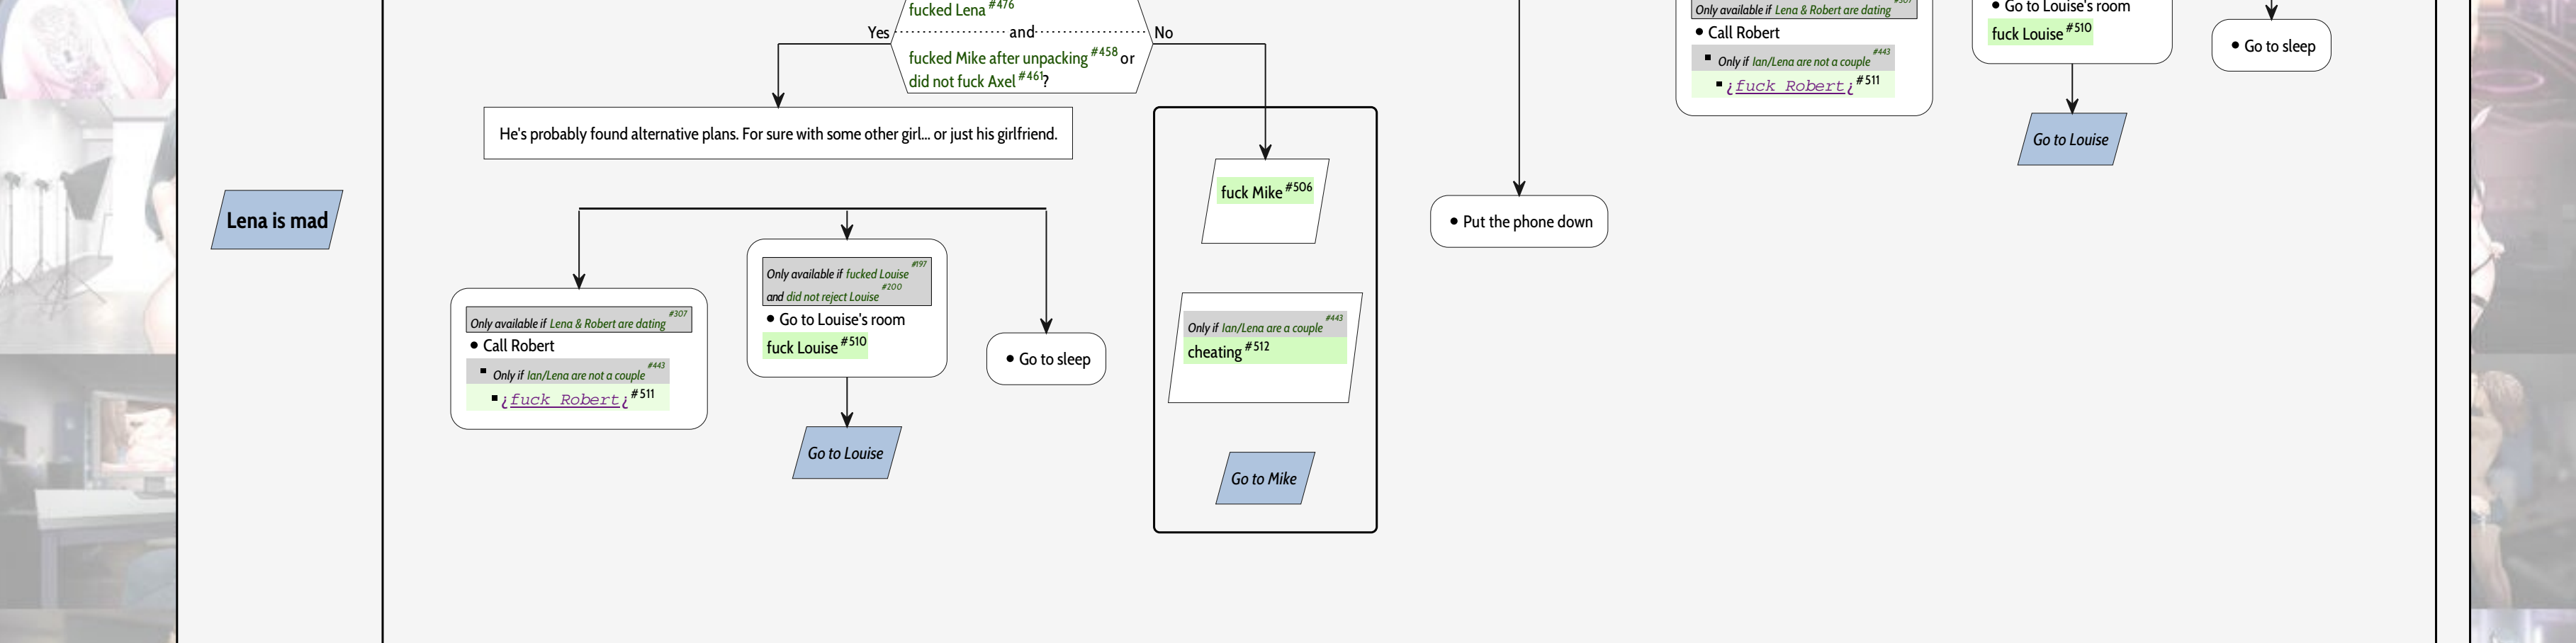 fucked Lena #476
Yes
and
No
fucked Mike after unpacking #458 or
did not fuck Axel #461?
He's probably found alternative plans. For sure with some other girl... or just his girlfriend.
Lena is mad
Only available if Lena & Robert are dating #307
• Call Robert
▪ Only if Ian/Lena are not a couple #443
▪ ¿fuck Robert¿ #511
Only available if fucked Louise #197
and did not reject Louise #200
• Go to Louise's room
fuck Louise #510
Go to Louise
• Go to sleep
fuck Mike #506
Only if Ian/Lena are a couple #443
cheating #512
Go to Mike
• Put the phone down
Only available if Lena & Robert are dating #307
• Call Robert
▪ Only if Ian/Lena are not a couple #443
▪ ¿fuck Robert¿ #511
• Go to Louise's room
fuck Louise #510
Go to Louise
• Go to sleep